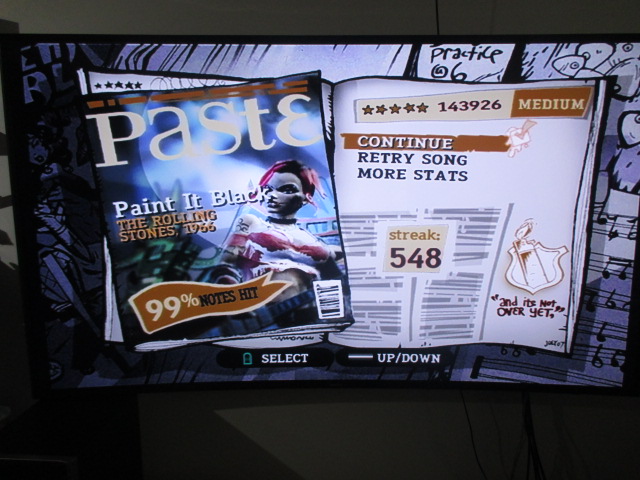 Practice
@6
PASTE
Paint It Black
THE ROLLING
STONES, 1966
99% NOTES HIT
143926 MEDIUM
CONTINUE
RETRY SONG
MORE STATS
streak:
548
"and its NOT
OVER YET,"
SELECT
UP/DOWN